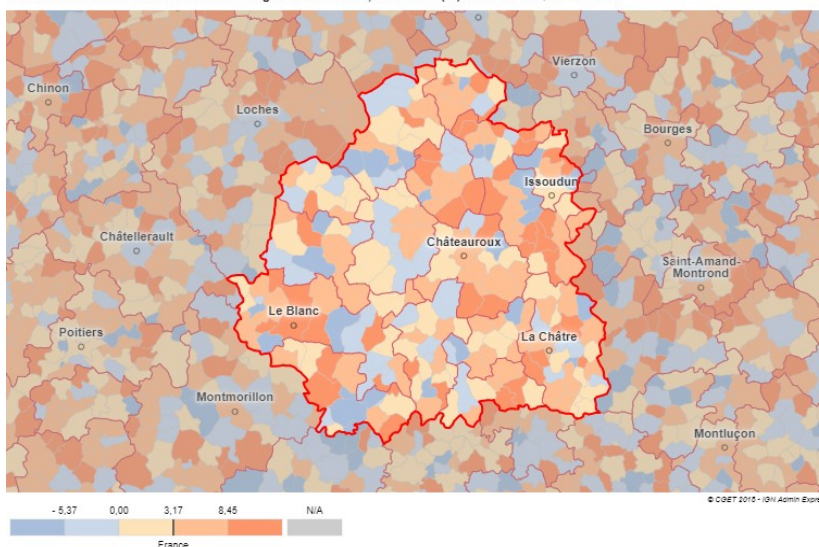 Vierzon
Chinon
Loches
Bourges
Issoudun
Châtellerault
Châteauroux
Saint-Amand-
Montrond
Le Blanc
Poitiers
La Châtre
Montmorillon
Montluçon
© CGET 2018 - IGN Admin Expre
- 5,37 0,00 3,17 8,45 N/A
France